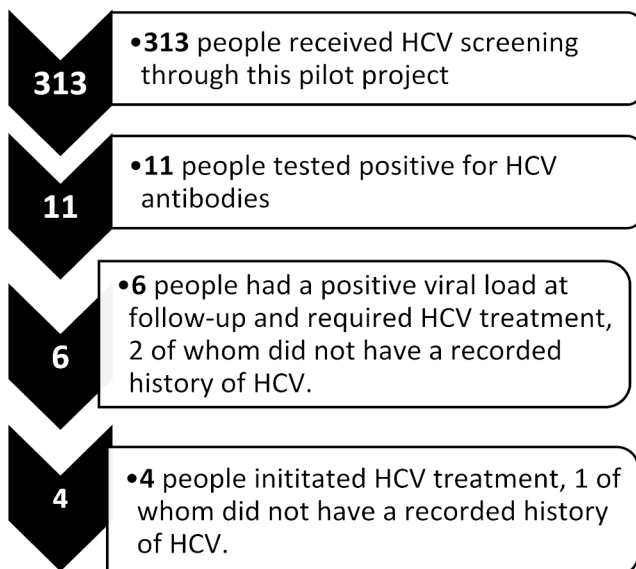 313
•313 people received HCV screening
through this pilot project
11
•11 people tested positive for HCV
antibodies
6
•6 people had a positive viral load at
follow-up and required HCV treatment,
2 of whom did not have a recorded
history of HCV.
4
•4 people inititated HCV treatment, 1 of
whom did not have a recorded history
of HCV.